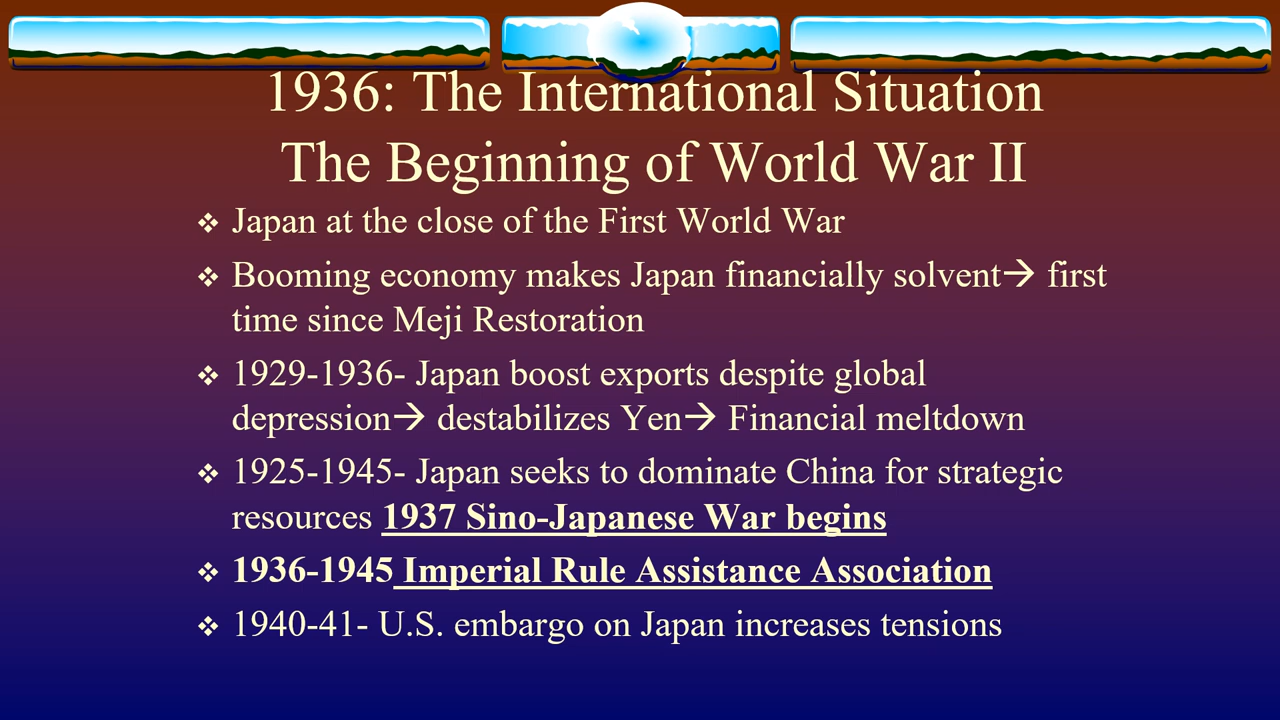 1936: The International Situation
The Beginning of World War II
❖ Japan at the close of the First World War
❖ Booming economy makes Japan financially solvent→ first
time since Meji Restoration
❖ 1929-1936- Japan boost exports despite global
depression→ destabilizes Yen→ Financial meltdown
❖ 1925-1945- Japan seeks to dominate China for strategic
resources 1937 Sino-Japanese War begins
❖ 1936-1945 Imperial Rule Assistance Association
❖ 1940-41- U.S. embargo on Japan increases tensions